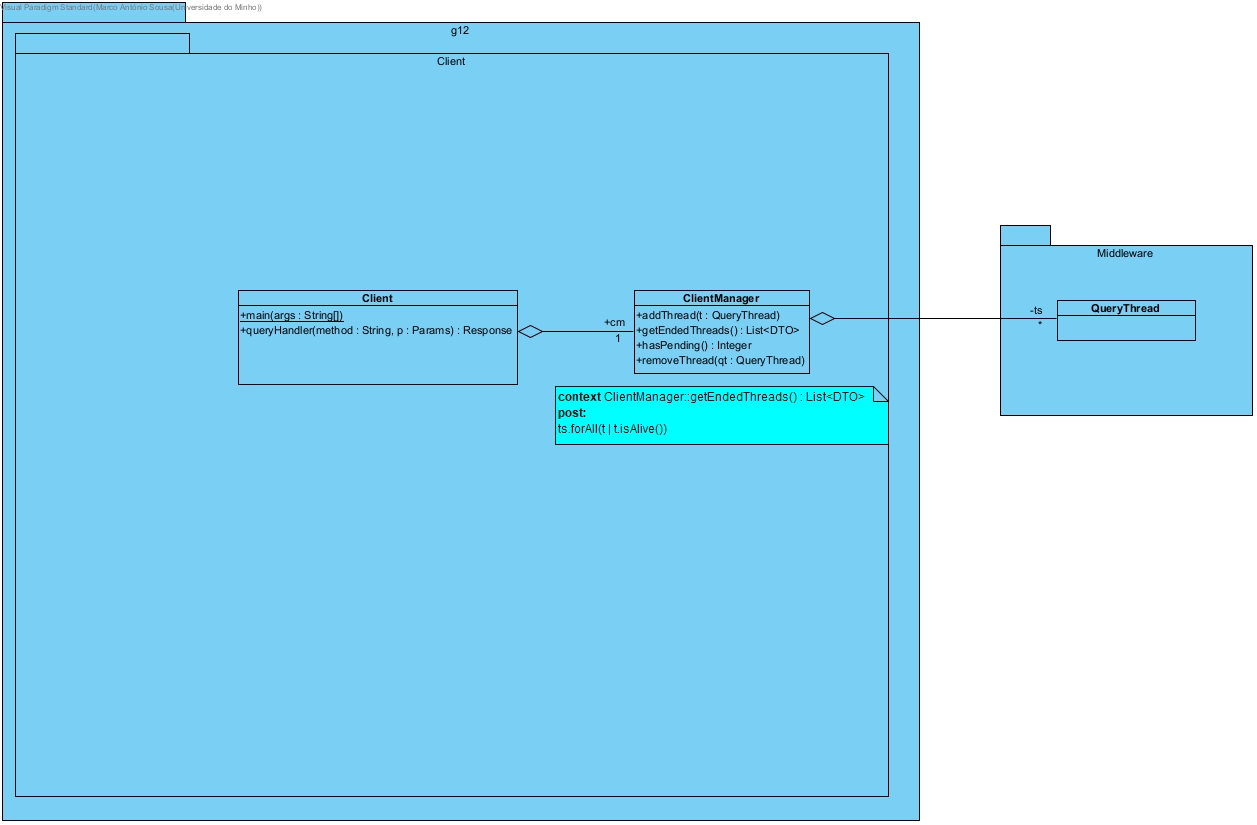 Visual Paradigm Standard(Marco António Sousa(Universidade do Minho))
g12
Client
Middleware
Client
+main(args : String[])
+queryHandler(method : String, p : Params) : Response
+cm
1
ClientManager
+addThread(t : QueryThread)
+getEndedThreads() : List<DTO>
+hasPending() : Integer
+removeThread(qt : QueryThread)
-ts
*
QueryThread
context ClientManager::getEndedThreads() : List<DTO>
post:
ts.forAll(t | t.isAlive())